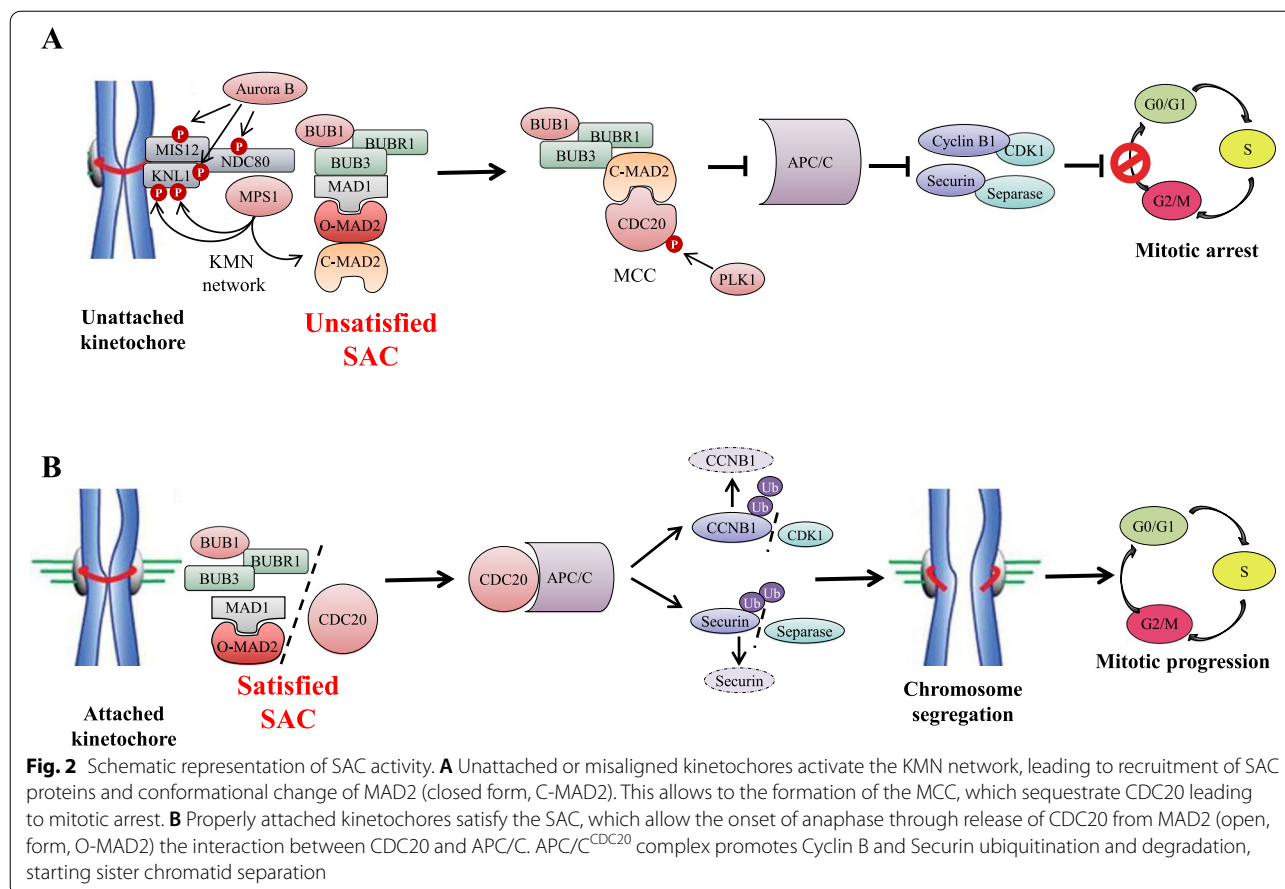 A
Aurora B
P
P
MIS12
NDC80
KNL1
P
P
P
MPS1
KMN
network
Unattached
kinetochore
BUB1
BUBR1
BUB3
MAD1
O-MAD2
C-MAD2
Unsatisfied
SAC
BUB1
BUBR1
BUB3
C-MAD2
CDC20
P
MCC
PLK1
APC/C
Cyclin B1
CDK1
Securin
Separase
G0/G1
S
G2/M
Mitotic arrest
B
Attached
kinetochore
BUB1
BUBR1
BUB3
MAD1
O-MAD2
CDC20
Satisfied
SAC
CDC20
APC/C
CCNB1
Ub
Ub
CCNB1
CDK1
Ub
Ub
Securin
Separase
Securin
Chromosome
segregation
G0/G1
S
G2/M
Mitotic progression
Fig. 2 Schematic representation of SAC activity. A Unattached or misaligned kinetochores activate the KMN network, leading to recruitment of SAC
proteins and conformational change of MAD2 (closed form, C-MAD2). This allows to the formation of the MCC, which sequestrate CDC20 leading
to mitotic arrest. B Properly attached kinetochores satisfy the SAC, which allow the onset of anaphase through release of CDC20 from MAD2 (open,
form, O-MAD2) the interaction between CDC20 and APC/C. APC/C^CDC20 complex promotes Cyclin B and Securin ubiquitination and degradation,
starting sister chromatid separation